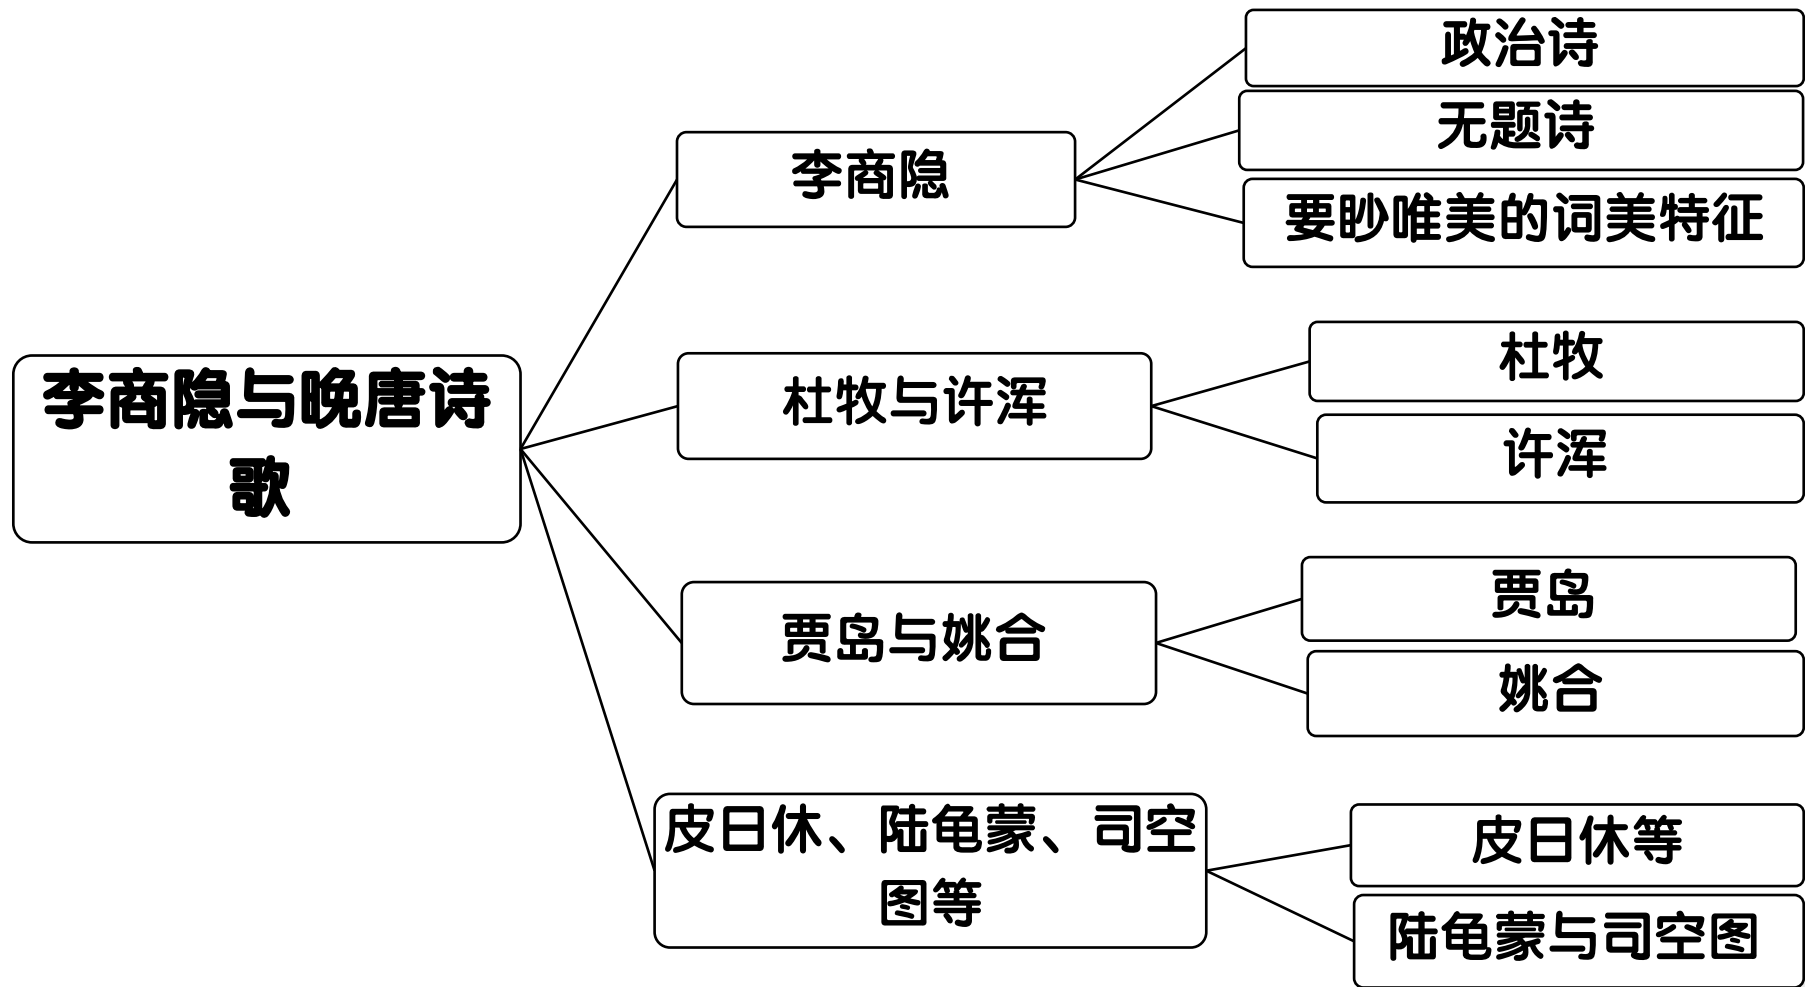 李商隐与晚唐诗
歌
李商隐
政治诗
无题诗
要眇唯美的词美特征
杜牧与许浑
杜牧
许浑
贾岛与姚合
贾岛
姚合
皮日休、陆龟蒙、司空
图等
皮日休等
陆龟蒙与司空图